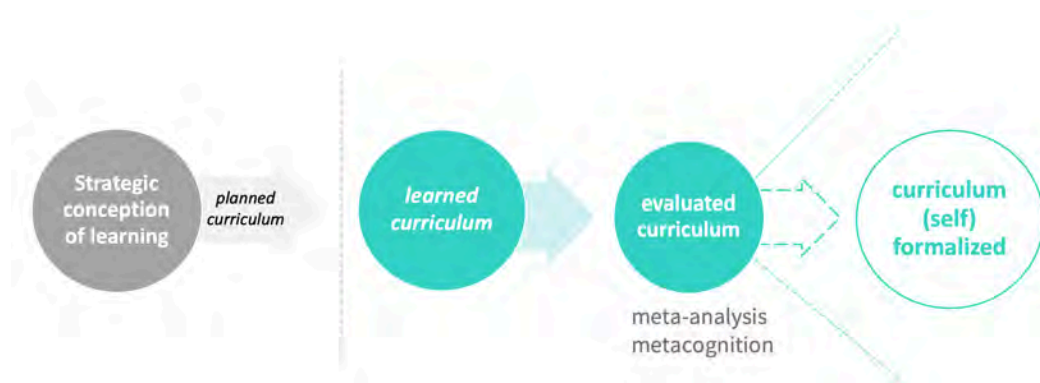 Strategic
conception
of learning
planned
curriculum
learned
curriculum
evaluated
curriculum
meta-analysis
metacognition
curriculum
(self)
formalized